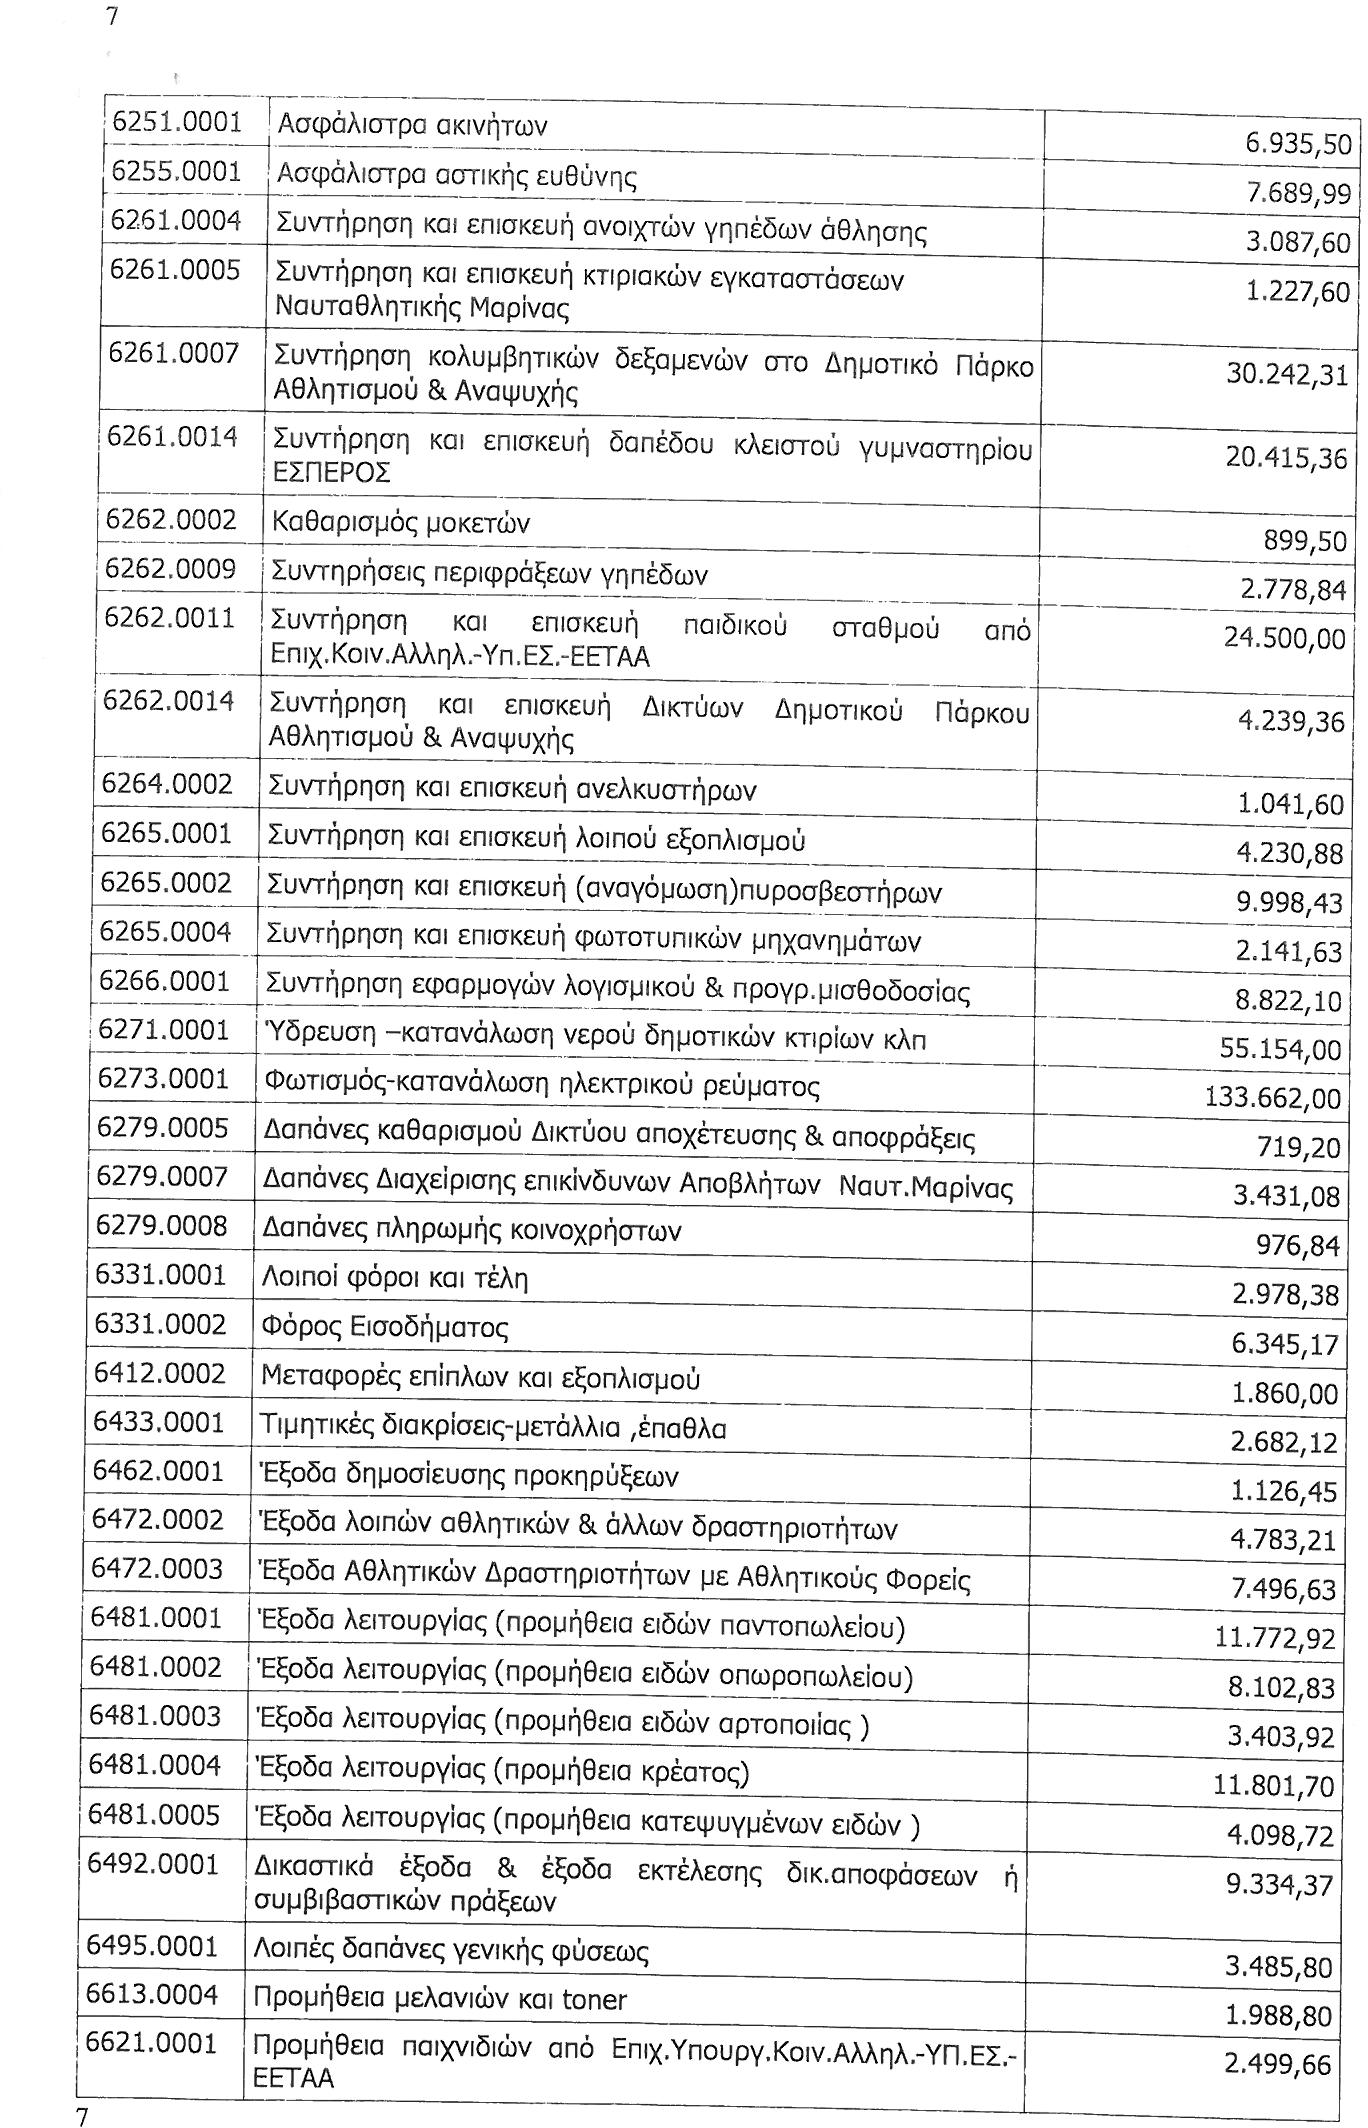 7
6251.0001 Ασφάλιστρα ακινήτων 6.935,50
6255.0001 Ασφάλιστρα αστικής ευθύνης 7.689,99
6261.0004 Συντήρηση και επισκευή ανοιχτών γηπέδων άθλησης 3.087,60
6261.0005 Συντήρηση και επισκευή κτιριακών εγκαταστάσεων 1.227,60
Ναυταθλητικής Μαρίνας
6261.0007 Συντήρηση κολυμβητικών δεξαμενών στο Δημοτικό Πάρκο 30.242,31
Αθλητισμού & Αναψυχής
6261.0014 Συντήρηση και επισκευή δαπέδου κλειστού γυμναστηρίου 20.415,36
ΕΣΠΕΡΟΣ
6262.0002 Καθαρισμός μοκετών 899,50
6262.0009 Συντηρήσεις περιφράξεων γηπέδων 2.778,84
6262.0011 Συντήρηση και επισκευή παιδικού σταθμού από 24.500,00
Επιχ.Κοιν.Αλληλ.-Υπ.ΕΣ.-ΕΕΤΑΑ
6262.0014 Συντήρηση και επισκευή Δικτύων Δημοτικού Πάρκου 4.239,36
Αθλητισμού & Αναψυχής
6264.0002 Συντήρηση και επισκευή ανελκυστήρων 1.041,60
6265.0001 Συντήρηση και επισκευή λοιπού εξοπλισμού 4.230,88
6265.0002 Συντήρηση και επισκευή (αναγόμωση)πυροσβεστήρων 9.998,43
6265.0004 Συντήρηση και επισκευή φωτοτυπικών μηχανημάτων 2.141,63
6266.0001 Συντήρηση εφαρμογών λογισμικού & προγρ.μισθοδοσίας 8.822,10
6271.0001 Ύδρευση –κατανάλωση νερού δημοτικών κτιρίων κλπ 55.154,00
6273.0001 Φωτισμός-κατανάλωση ηλεκτρικού ρεύματος 133.662,00
6279.0005 Δαπάνες καθαρισμού Δικτύου αποχέτευσης & αποφράξεις 719,20
6279.0007 Δαπάνες Διαχείρισης επικίνδυνων Αποβλήτων Ναυτ.Μαρίνας 3.431,08
6279.0008 Δαπάνες πληρωμής κοινοχρήστων 976,84
6331.0001 Λοιποί φόροι και τέλη 2.978,38
6331.0002 Φόρος Εισοδήματος 6.345,17
6412.0002 Μεταφορές επίπλων και εξοπλισμού 1.860,00
6433.0001 Τιμητικές διακρίσεις-μετάλλια ,έπαθλα 2.682,12
6462.0001 Έξοδα δημοσίευσης προκηρύξεων 1.126,45
6472.0002 Έξοδα λοιπών αθλητικών & άλλων δραστηριοτήτων 4.783,21
6472.0003 Έξοδα Αθλητικών Δραστηριοτήτων με Αθλητικούς Φορείς 7.496,63
6481.0001 Έξοδα λειτουργίας (προμήθεια ειδών παντοπωλείου) 11.772,92
6481.0002 Έξοδα λειτουργίας (προμήθεια ειδών οπωροπωλείου) 8.102,83
6481.0003 Έξοδα λειτουργίας (προμήθεια ειδών αρτοποιίας ) 3.403,92
6481.0004 Έξοδα λειτουργίας (προμήθεια κρέατος) 11.801,70
6481.0005 Έξοδα λειτουργίας (προμήθεια κατεψυγμένων ειδών ) 4.098,72
6492.0001 Δικαστικά έξοδα & έξοδα εκτέλεσης δικ.αποφάσεων ή 9.334,37
συμβιβαστικών πράξεων
6495.0001 Λοιπές δαπάνες γενικής φύσεως 3.485,80
6613.0004 Προμήθεια μελανιών και toner 1.988,80
6621.0001 Προμήθεια παιχνιδιών από Επιχ.Υπουργ.Κοιν.Αλληλ.-ΥΠ.ΕΣ.- 2.499,66
ΕΕΤΑΑ
7